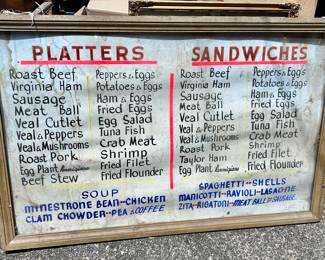 PLATTERS
Roast Beef
Virginia Ham
Sausage
Meat Ball
Veal Cutlet
Veal & Peppers
Veal & Mushrooms
Roast Pork
Egg Plant Parmigiana
Beef Stew
Peppers & Eggs
Potatoes & Eggs
Ham & Eggs
Fried Eggs
Egg Salad
Tuna Fish
Crab Meat
Shrimp
Fried Filet
Fried Flounder
SOUP
MINESTRONE BEAN - CHICKEN
CLAM CHOWDER - PEA & COFFEE
SANDWICHES
Roast Beef
Virginia Ham
Sausage
Meat Ball
Veal Cutlet
Veal & Peppers
Veal & Mushrooms
Roast Pork
Taylor Ham
Egg Plant Parmigiana
Peppers & Eggs
Potatoes & Eggs
Ham & Eggs
Fried Eggs
Egg Salad
Tuna Fish
Crab Meat
Shrimp
Fried Filet
Fried Flounder
SPAGHETTI - SHELLS
MANICOTTI - RAVIOLI - LASAGNE
ZITA - RIGATONI - MEAT BALL or SAUSAGE